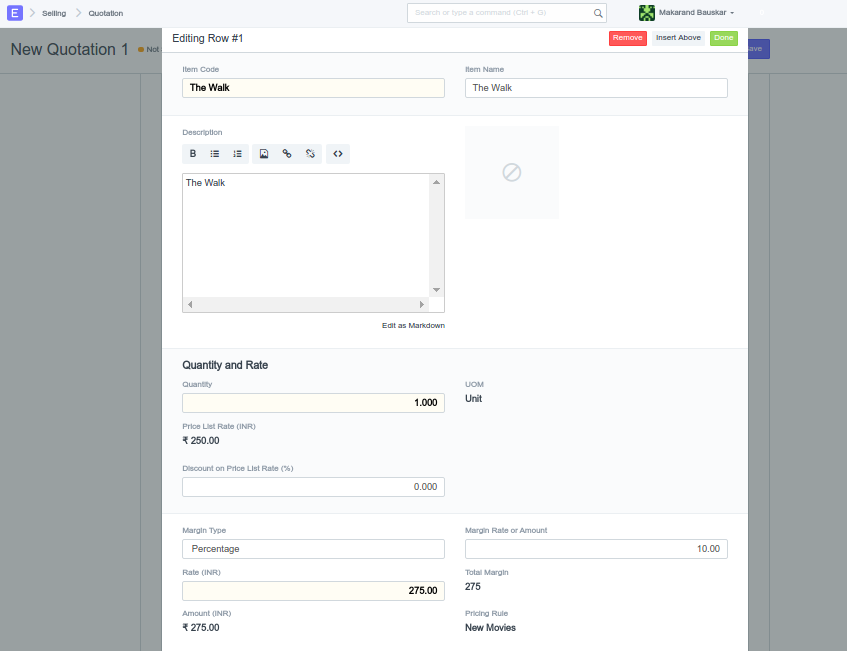 E Selling Quotation
Search or type a command (Ctrl + G)
Makarand Bauskar
New Quotation 1
Not
ave
Editing Row #1
Remove Insert Above Done
Item Code Item Name
The Walk The Walk
Description
B
The Walk
Edit as Markdown
Quantity and Rate
Quantity UOM
1.000 Unit
Price List Rate (INR)
₹ 250.00
Discount on Price List Rate (%)
0.000
Margin Type Margin Rate or Amount
Percentage 10.00
Rate (INR) Total Margin
275.00 275
Amount (INR) Pricing Rule
₹ 275.00 New Movies